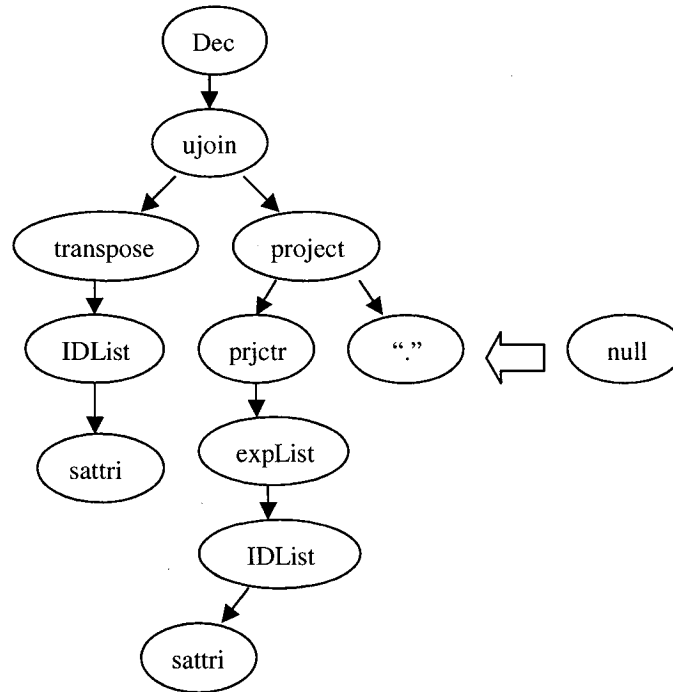 Dec
ujoin
transpose project
IDList prjctr “.” null
sattri expList
IDList
sattri